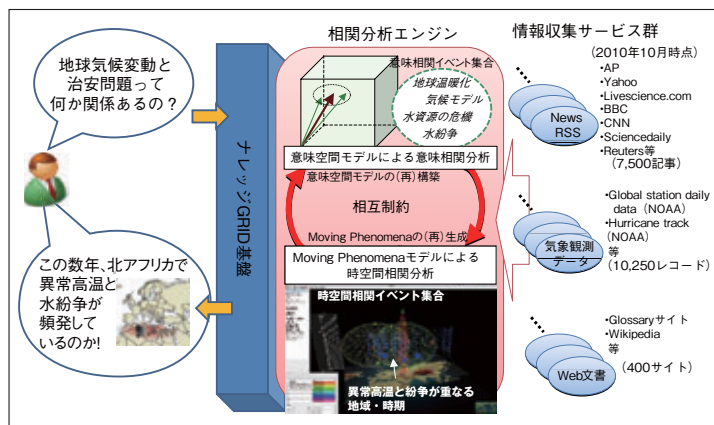 地球気候変動と
治安問題って
何か関係あるの？
この数年、北アフリカで
異常高温と
水紛争が
頻発して
いるのか!
ナレッジGRID基盤
相関分析エンジン
意味相関イベント集合
地球温暖化
気候モデル
水資源の危機
水紛争
意味空間モデルによる意味相関分析
意味空間モデルの(再)構築
相互制約
Moving Phenomenaの(再)生成
Moving Phenomenaモデルによる
時空間相関分析
時空間相関イベント集合
異常高温と紛争が重なる
地域・時期
情報収集サービス群
(2010年10月時点)
・AP
・Yahoo
・Livescience.com
・BBC
・CNN
・Sciencedaily
・Reuters等
(7,500記事)
News
RSS
・Global station daily
data（NOAA）
・Hurricane track
(NOAA)
等
(10,250レコード)
気象観測
データ
・Glossaryサイト
・Wikipedia
等
(400サイト)
Web文書